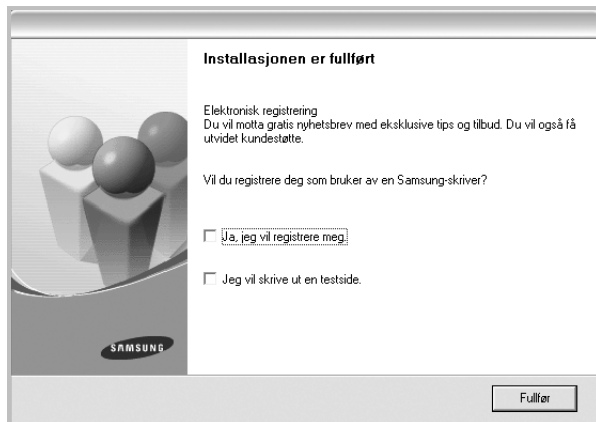 Installasjonen er fullført
Elektronisk registrering
Du vil motta gratis nyhetsbrev med eksklusive tips og tilbud. Du vil også få
utvidet kundestøtte.
Vil du registrere deg som bruker av en Samsung-skriver?
Ja, jeg vil registrere meg.
Jeg vil skrive ut en testside.
SAMSUNG
Fullfør